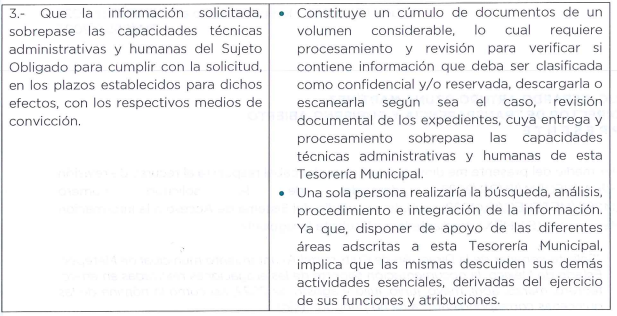 3.- Que la información solicitada,
sobrepase las capacidades técnicas
administrativas y humanas del Sujeto
Obligado para cumplir con la solicitud,
en los plazos establecidos para dichos
efectos, con los respectivos medios de
convicción.
• Constituye un cúmulo de documentos de un
volumen considerable, lo cual requiere
procesamiento y revisión para verificar si
contiene información que deba ser clasificada
como confidencial y/o reservada, descargarla o
escanearla según sea el caso, revisión
documental de los expedientes, cuya entrega y
procesamiento sobrepasa las capacidades
técnicas administrativas y humanas de esta
Tesorería Municipal.
• Una sola persona realizaría la búsqueda, análisis,
procedimiento e integración de la información.
Ya que, disponer de apoyo de las diferentes
áreas adscritas a esta Tesorería Municipal,
implica que las mismas descuiden sus demás
actividades esenciales, derivadas del ejercicio
de sus funciones y atribuciones.